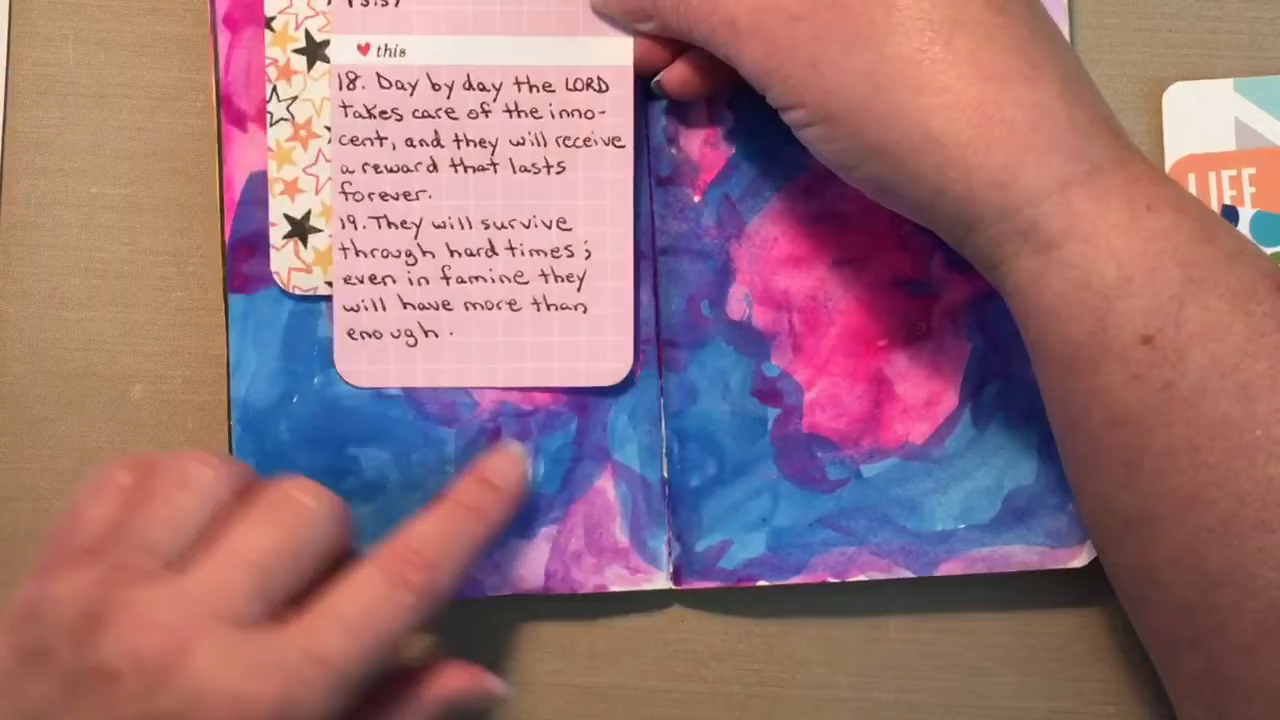 this
18. Day by day the LORD
takes care of the inno-
cent, and they will receive
a reward that lasts
forever.
19. They will survive
through hard times;
even in famine they
will have more than
enough.
LIFE